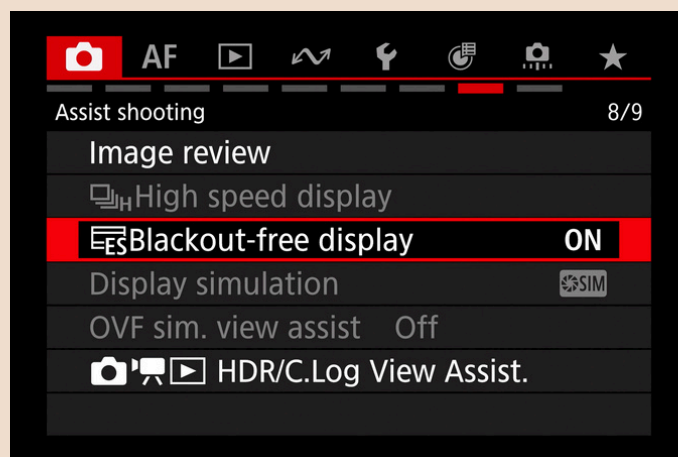 AF
Assist shooting 8/9
Image review
H High speed display
ES Blackout-free display ON
Display simulation SIM
OVF sim. view assist Off
HDR/C.Log View Assist.